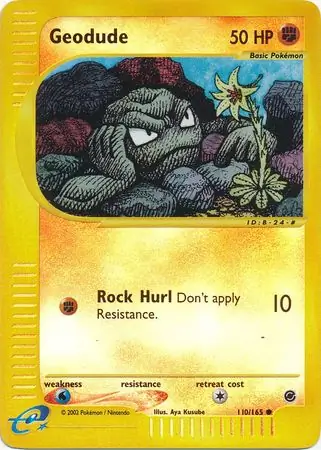 Geodude 50 HP
Basic Pokémon
ID:B-24-#
Rock Hurl Don't apply 10
Resistance.
weakness resistance retreat cost
© 2002 Pokémon / Nintendo Illus. Aya Kusube 110/165 ●
e